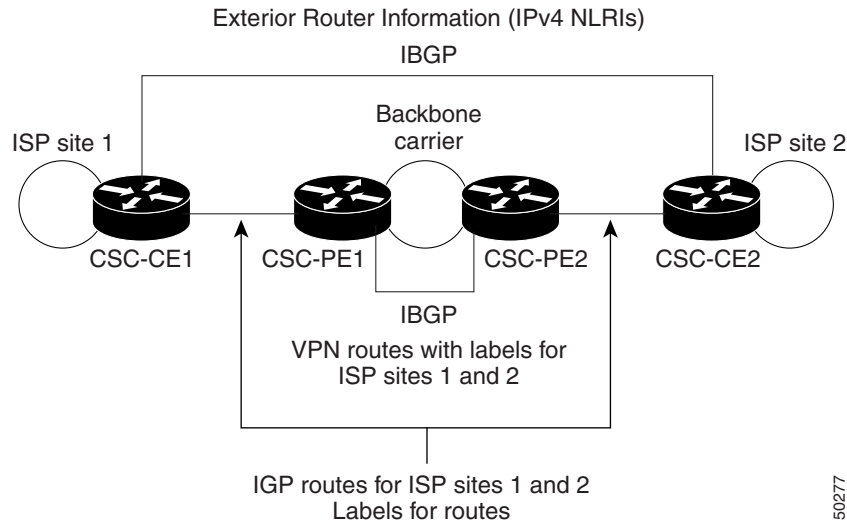 Exterior Router Information (IPv4 NLRIs)
IBGP
Backbone
carrier
ISP site 1
ISP site 2
CSC-CE1
CSC-PE1
CSC-PE2
CSC-CE2
IBGP
VPN routes with labels for
ISP sites 1 and 2
IGP routes for ISP sites 1 and 2
Labels for routes
50277